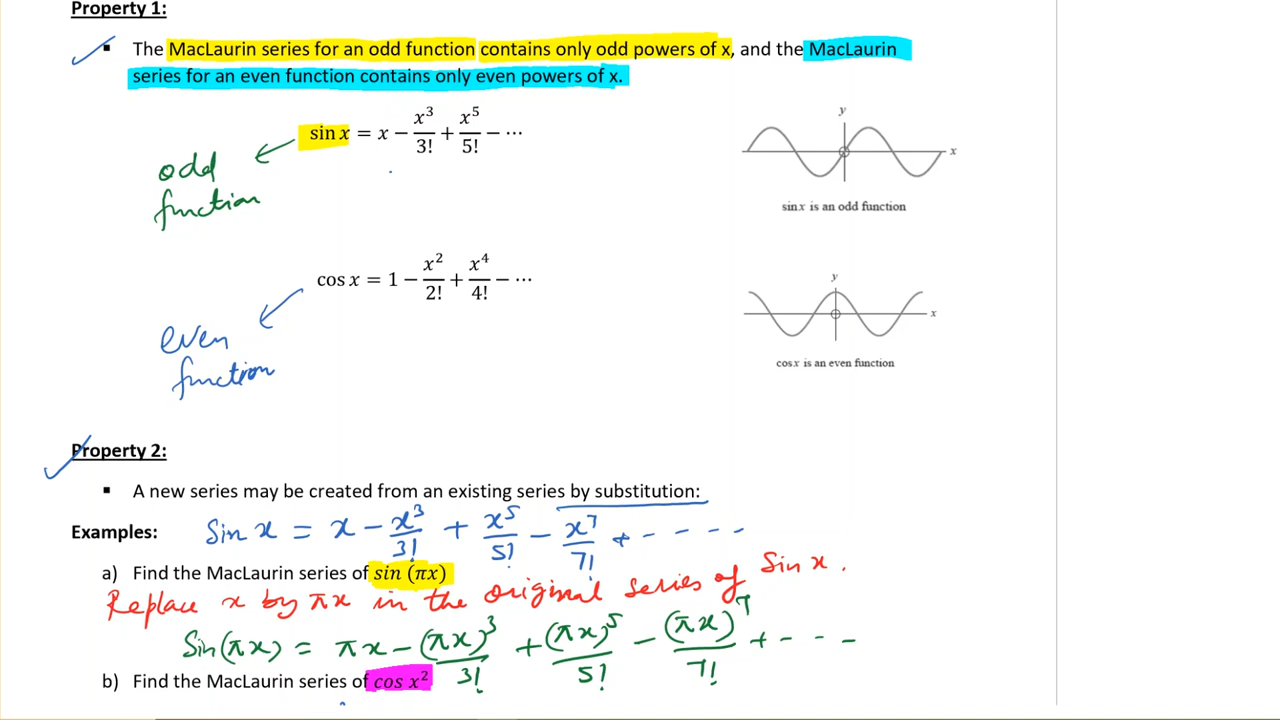 Property 1:
▪ The MacLaurin series for an odd function contains only odd powers of x, and the MacLaurin
series for an even function contains only even powers of x.
sin x = x − x³/3! + x⁵/5! − ⋯
odd
function
y
x
sin x is an odd function
cos x = 1 − x²/2! + x⁴/4! − ⋯
even
function
y
x
cos x is an even function
Property 2:
▪ A new series may be created from an existing series by substitution:
Examples: Sin x = x − x³/3! + x⁵/5! − x⁷/7! + - - - -
a) Find the MacLaurin series of sin (πx)
Replace x by πx in the original series of Sin x.
Sin(πx) = πx − (πx)³/3! + (πx)⁵/5! − (πx)⁷/7! + - - -
b) Find the MacLaurin series of cos x²